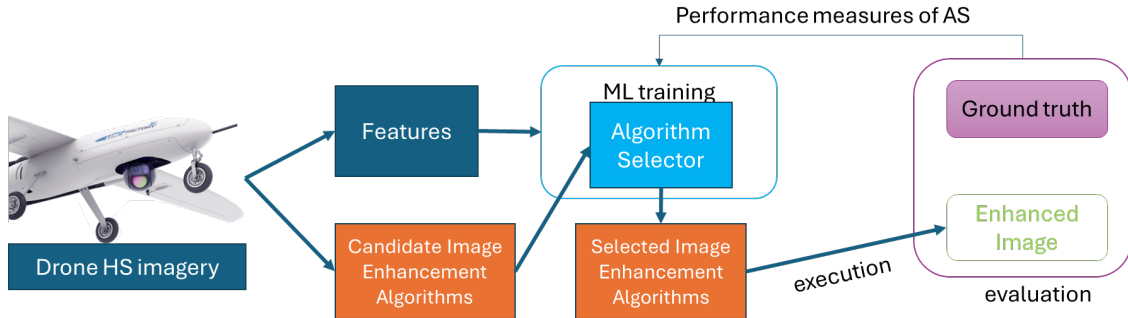 Performance measures of AS
ML training
Ground truth
Features
Algorithm
Selector
Enhanced
Image
Drone HS imagery
Candidate Image
Enhancement
Algorithms
Selected Image
Enhancement
Algorithms
execution
evaluation